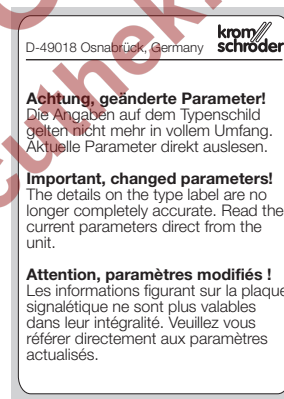 D-49018 Osnabrück, Germany
krom
schroder
Achtung, geänderte Parameter!
Die Angaben auf dem Typenschild
gelten nicht mehr in vollem Umfang.
Aktuelle Parameter direkt auslesen.
Important, changed parameters!
The details on the type label are no
longer completely accurate. Read the
current parameters direct from the
unit.
Attention, paramètres modifiés !
Les informations figurant sur la plaque
signalétique ne sont plus valables
dans leur intégralité. Veuillez vous
référer directement aux paramètres
actualisés.